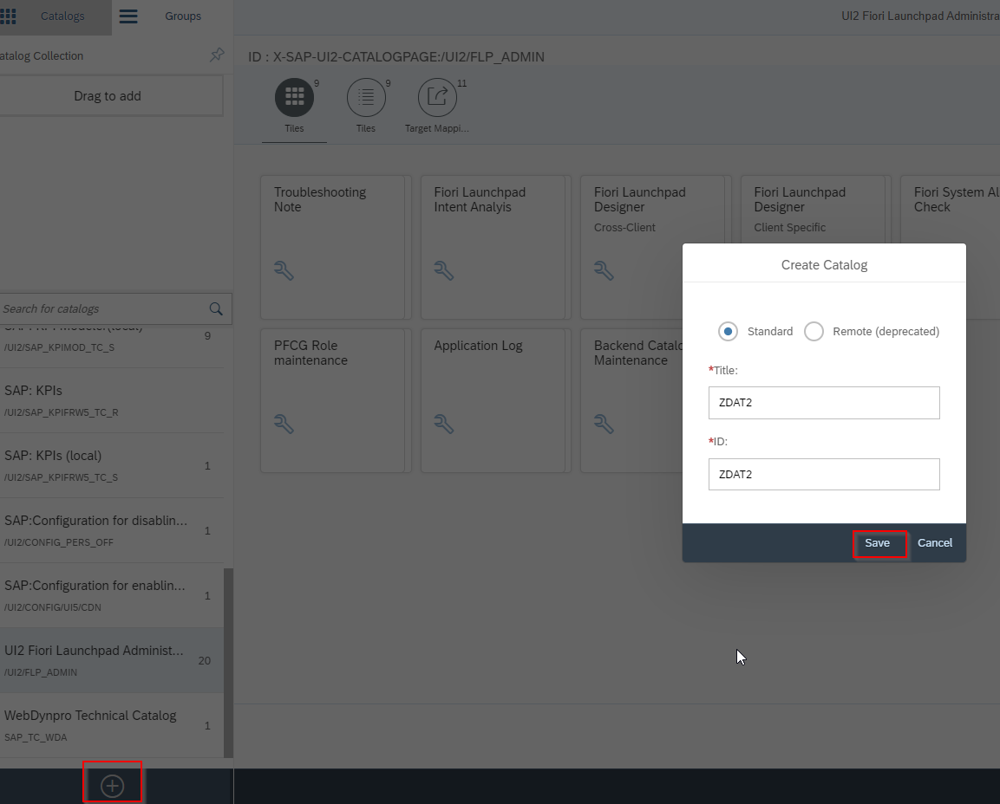 Catalogs
Groups
UI2 Fiori Launchpad Administra
atalog Collection
ID : X-SAP-UI2-CATALOGPAGE:/UI2/FLP_ADMIN
Drag to add
9
9
11
Tiles
Tiles
Target Mappi...
Troubleshooting
Note
Fiori Launchpad
Intent Analyis
Fiori Launchpad
Designer
Cross-Client
Fiori Launchpad
Designer
Client Specific
Fiori System Al
Check
Search for catalogs
SAP: KPI Modeler(local)
9
/UI2/SAP_KPIMOD_TC_S
SAP: KPIs
/UI2/SAP_KPIFRW5_TC_R
SAP: KPIs (local)
1
/UI2/SAP_KPIFRW5_TC_S
SAP:Configuration for disablin...
1
/UI2/CONFIG_PERS_OFF
SAP:Configuration for enablin...
1
/UI2/CONFIG/UI5/CDN
UI2 Fiori Launchpad Administ...
20
/UI2/FLP_ADMIN
WebDynpro Technical Catalog
1
SAP_TC_WDA
PFCG Role
maintenance
Application Log
Backend Catalo
Maintenance
Create Catalog
Standard
Remote (deprecated)
*Title:
ZDAT2
*ID:
ZDAT2
Save
Cancel